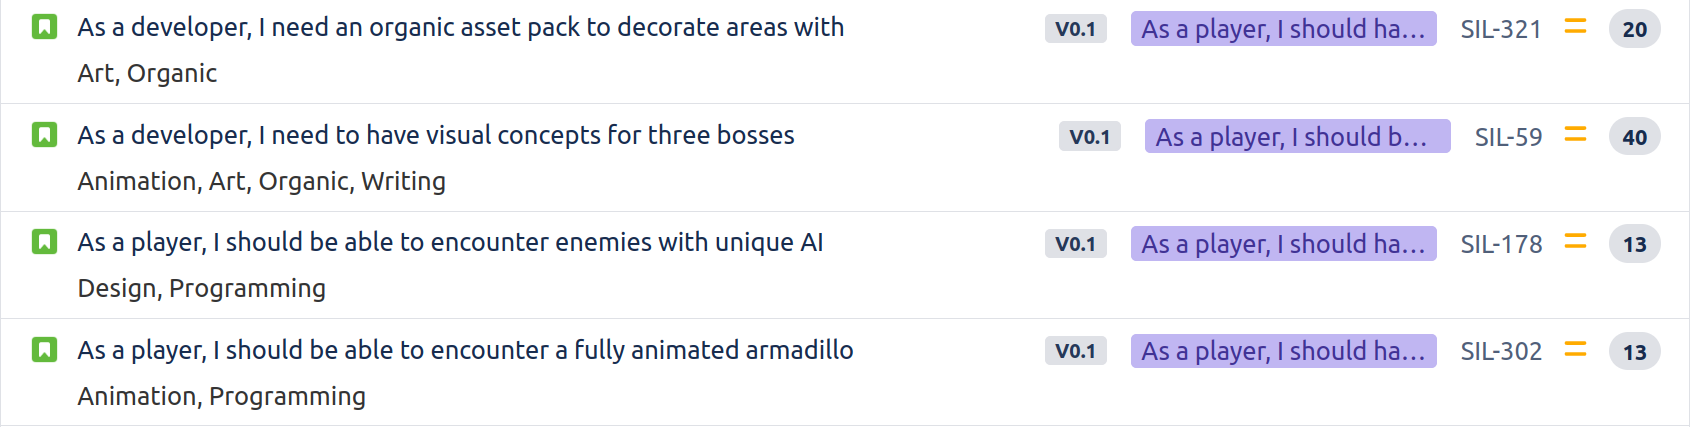 As a developer, I need an organic asset pack to decorate areas with V0.1 As a player, I should ha... SIL-321 20
Art, Organic
As a developer, I need to have visual concepts for three bosses V0.1 As a player, I should b... SIL-59 40
Animation, Art, Organic, Writing
As a player, I should be able to encounter enemies with unique AI V0.1 As a player, I should ha... SIL-178 13
Design, Programming
As a player, I should be able to encounter a fully animated armadillo V0.1 As a player, I should ha... SIL-302 13
Animation, Programming